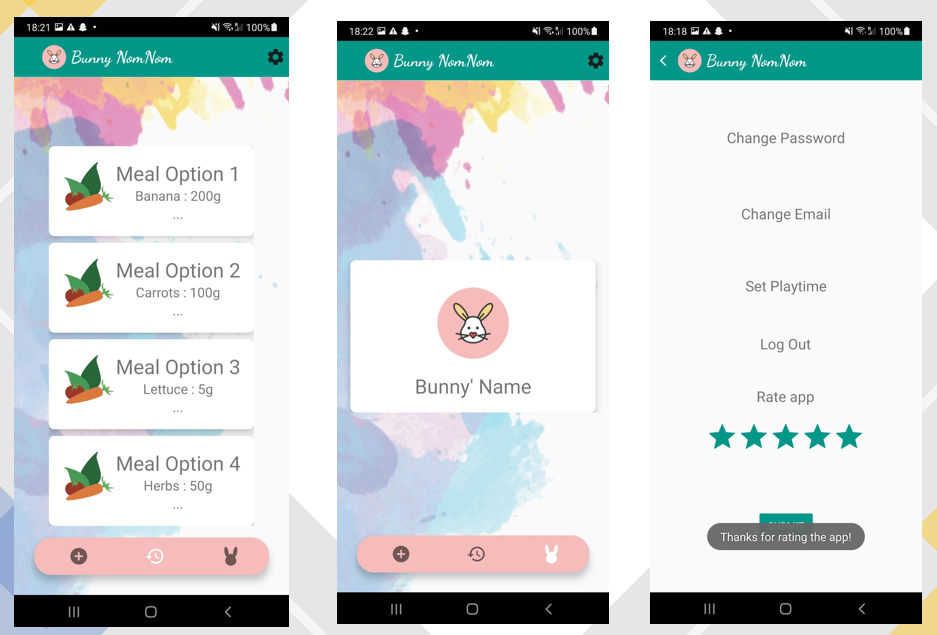 18:21
100%
Bunny NomNom
Meal Option 1
Banana : 200g
...
Meal Option 2
Carrots : 100g
...
Meal Option 3
Lettuce : 5g
...
Meal Option 4
Herbs : 50g
...
18:22
100%
Bunny NomNom
Bunny' Name
18:18
100%
Bunny NomNom
Change Password
Change Email
Set Playtime
Log Out
Rate app
Thanks for rating the app!